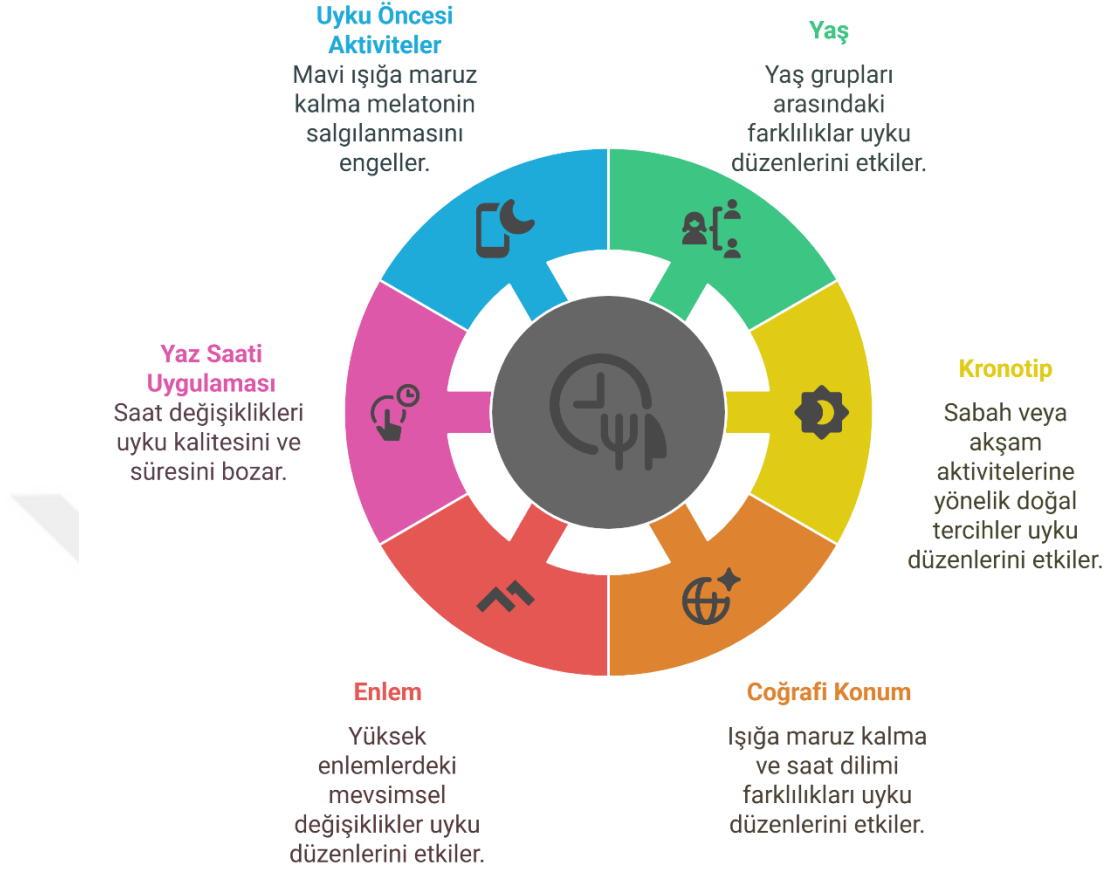 Uyku Öncesi
Aktiviteler
Mavi ışığa maruz
kalma melatonin
salgılanmasını
engeller.
Yaş
Yaş grupları
arasındaki
farklılıklar uyku
düzenlerini etkiler.
Yaz Saati
Uygulaması
Saat değişiklikleri
uyku kalitesini ve
süresini bozar.
Kronotip
Sabah veya
akşam
aktivitelerine
yönelik doğal
tercihler uyku
düzenlerini etkiler.
Enlem
Yüksek
enlemlerdeki
mevsimsel
değişiklikler uyku
düzenlerini etkiler.
Coğrafi Konum
Işığa maruz kalma
ve saat dilimi
farklılıkları uyku
düzenlerini etkiler.